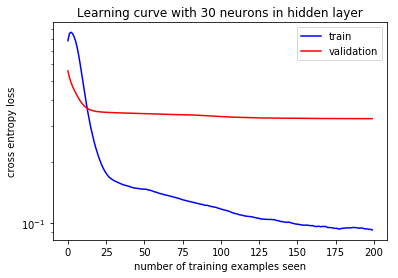 Learning curve with 30 neurons in hidden layer
train
validation
cross entropy loss
10⁻¹
0 25 50 75 100 125 150 175 200
number of training examples seen